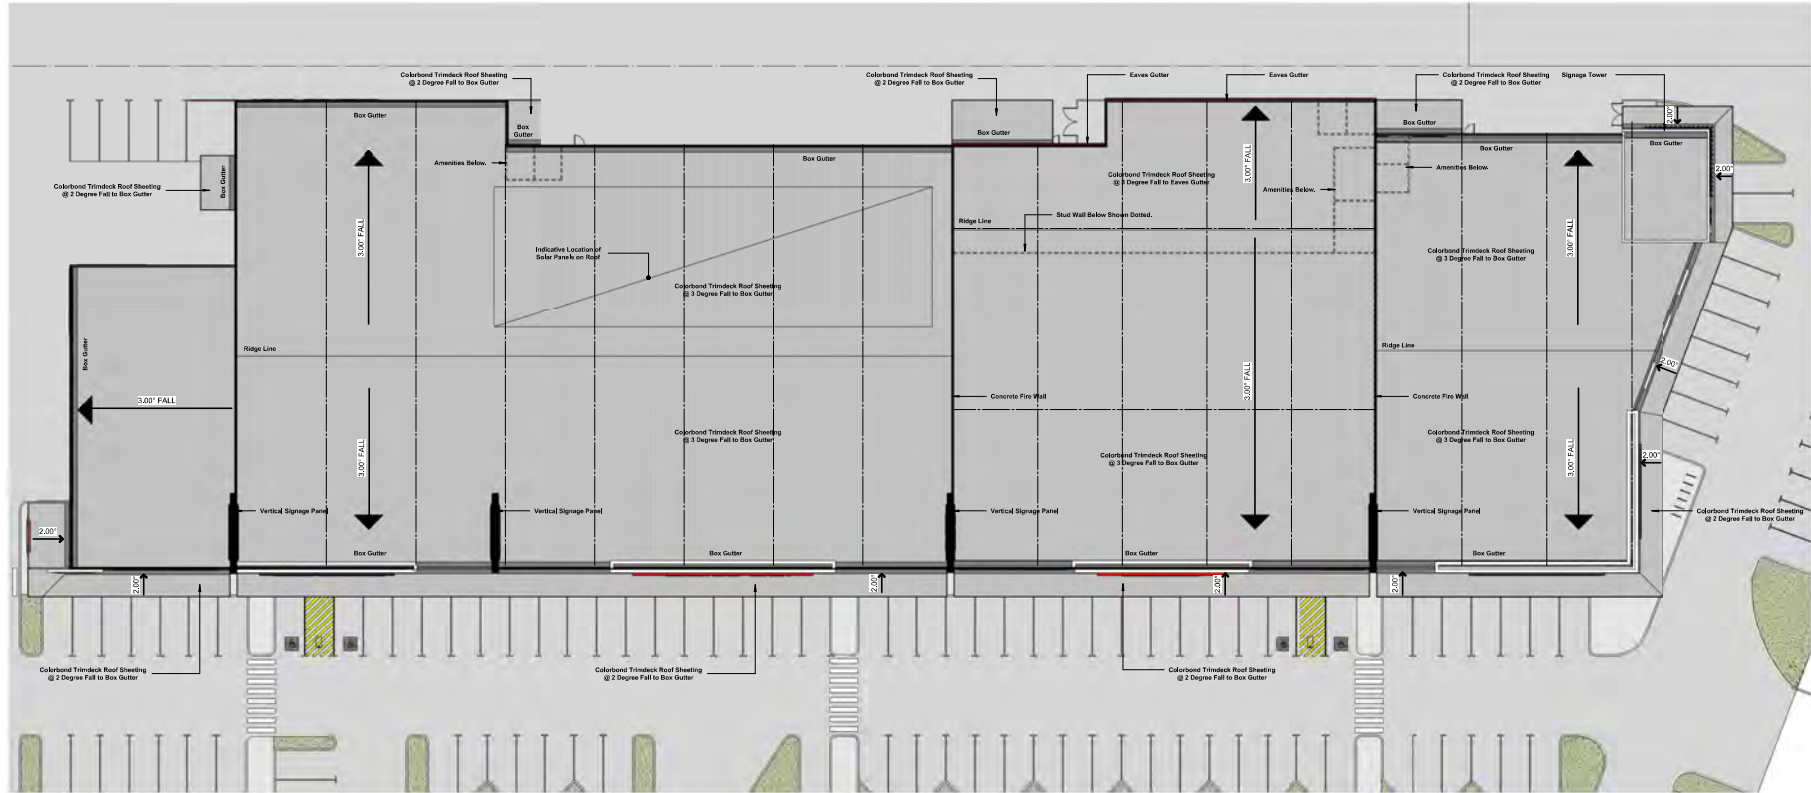 Colorbond Trimdeck Roof Sheeting
@ 2 Degree Fall to Box Gutter
Colorbond Trimdeck Roof Sheeting
@ 2 Degree Fall to Box Gutter
Eaves Gutter
Eaves Gutter
Colorbond Trimdeck Roof Sheeting
@ 2 Degree Fall to Box Gutter
Signage Tower
Box Gutter
Box
Gutter
Box Gutter
Box Gutter
2.00°
Box Gutter
Box Gutter
Box Gutter
Amenities Below.
Amenities Below.
2.00°
Colorbond Trimdeck Roof Sheeting
@ 2 Degree Fall to Box Gutter
Box Gutter
3.00° FALL
Colorbond Trimdeck Roof Sheeting
@ 3 Degree Fall to Eaves Gutter
Amenities Below.
Ridge Line
Stud Wall Below Shown Dotted.
3.00° FALL
Indicative Location of
Solar Panels on Roof
Colorbond Trimdeck Roof Sheeting
@ 3 Degree Fall to Box Gutter
3.00° FALL
Colorbond Trimdeck Roof Sheeting
@ 3 Degree Fall to Box Gutter
Box Gutter
Ridge Line
Ridge Line
2.00°
3.00° FALL
3.00° FALL
Concrete Fire Wall
Concrete Fire Wall
3.00° FALL
Colorbond Trimdeck Roof Sheeting
@ 3 Degree Fall to Box Gutter
Colorbond Trimdeck Roof Sheeting
@ 3 Degree Fall to Box Gutter
Colorbond Trimdeck Roof Sheeting
@ 3 Degree Fall to Box Gutter
3.00° FALL
2.00°
Vertical Signage Panel
Vertical Signage Panel
Vertical Signage Panel
Vertical Signage Panel
Colorbond Trimdeck Roof Sheeting
@ 2 Degree Fall to Box Gutter
2.00°
Box Gutter
Box Gutter
Box Gutter
Box Gutter
2.00°
2.00°
2.00°
2.00°
Colorbond Trimdeck Roof Sheeting
@ 2 Degree Fall to Box Gutter
Colorbond Trimdeck Roof Sheeting
@ 2 Degree Fall to Box Gutter
Colorbond Trimdeck Roof Sheeting
@ 2 Degree Fall to Box Gutter